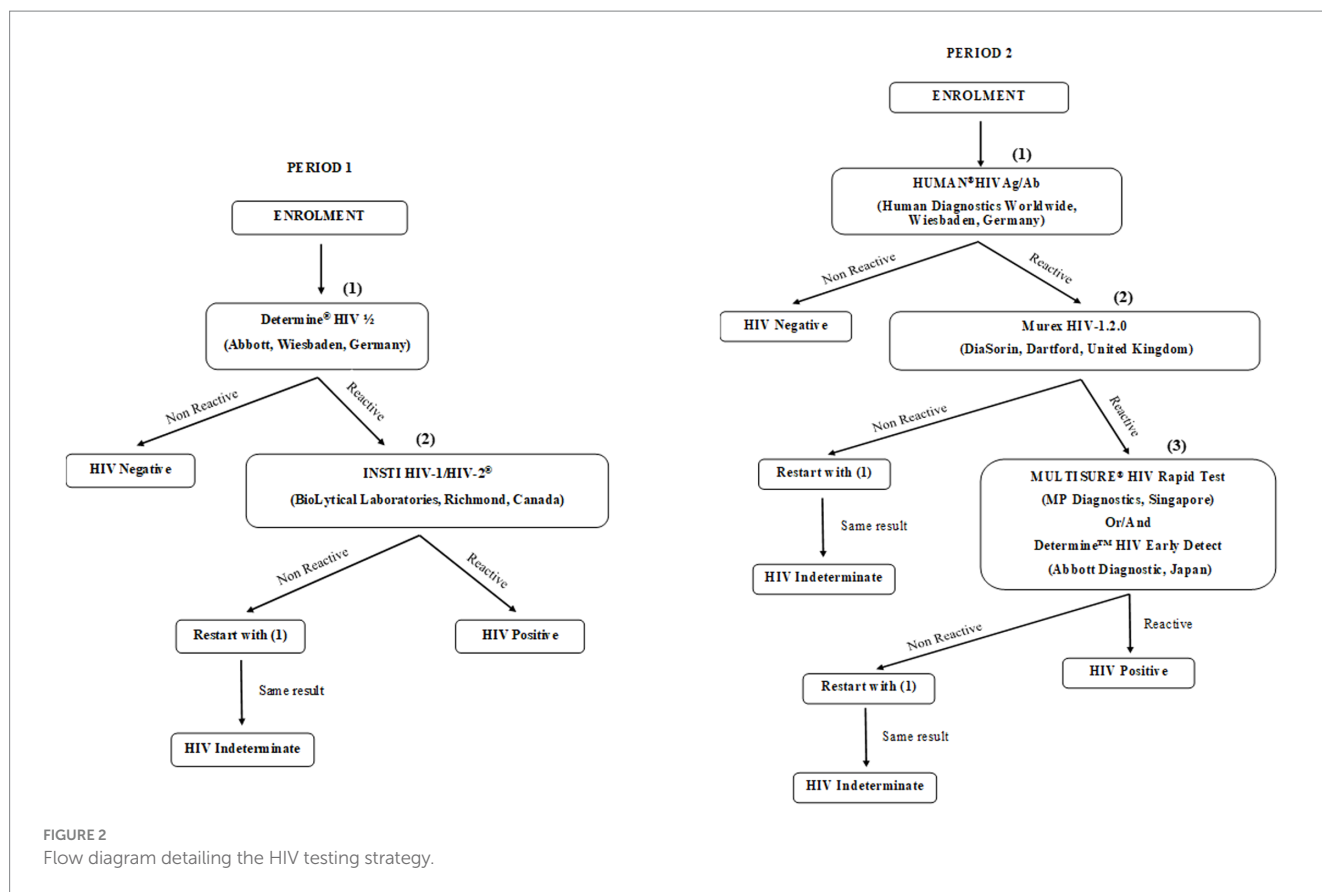 PERIOD 1
ENROLMENT
(1)
Determine® HIV ½
(Abbott, Wiesbaden, Germany)
Non Reactive
Reactive
HIV Negative
(2)
INSTI HIV-1/HIV-2®
(BioLytical Laboratories, Richmond, Canada)
Non Reactive
Reactive
Restart with (1)
HIV Positive
Same result
HIV Indeterminate
PERIOD 2
ENROLMENT
(1)
HUMAN® HIV Ag/Ab
(Human Diagnostics Worldwide,
Wiesbaden, Germany)
Non Reactive
Reactive
HIV Negative
(2)
Murex HIV-1.2.0
(DiaSorin, Dartford, United Kingdom)
Non Reactive
Reactive
Restart with (1)
Same result
HIV Indeterminate
(3)
MULTISURE® HIV Rapid Test
(MP Diagnostics, Singapore)
Or/And
Determine™ HIV Early Detect
(Abbott Diagnostic, Japan)
Non Reactive
Reactive
Restart with (1)
HIV Positive
Same result
HIV Indeterminate
FIGURE 2
Flow diagram detailing the HIV testing strategy.